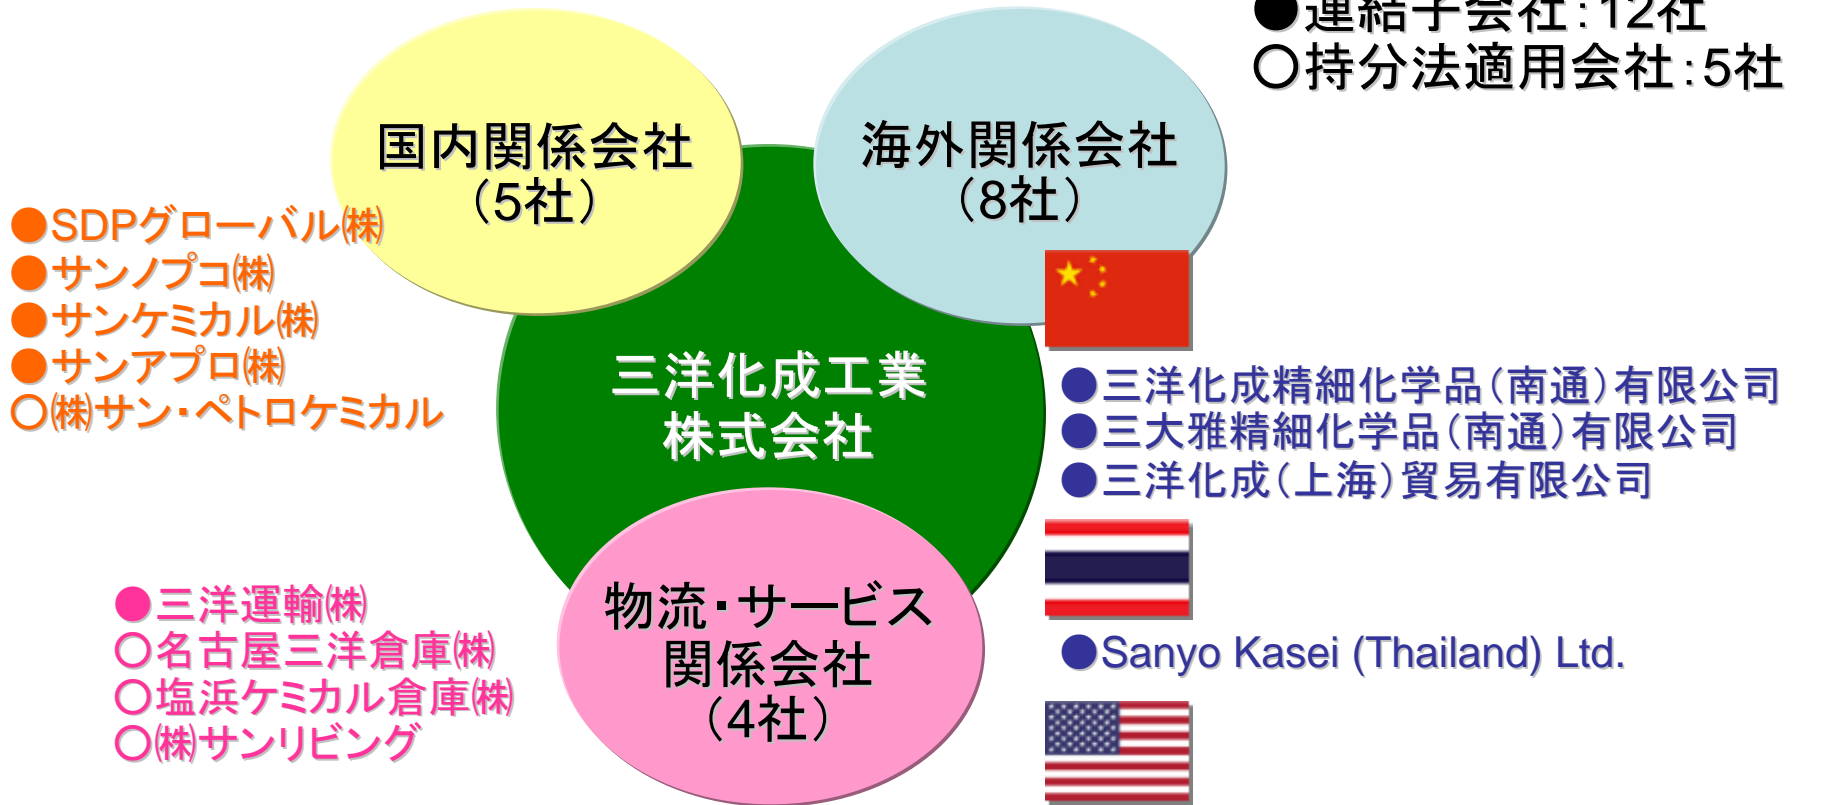 ●連結子会社：12社
○持分法適用会社：5社
国内関係会社
（5社）
海外関係会社
（8社）
●SDPグローバル㈱
●サンノプコ㈱
●サンケミカル㈱
●サンアプロ㈱
○㈱サン・ペトロケミカル
三洋化成工業
株式会社
●三洋化成精細化学品（南通）有限公司
●三大雅精細化学品（南通）有限公司
●三洋化成（上海）貿易有限公司
●Sanyo Kasei (Thailand) Ltd.
物流・サービス
関係会社
（4社）
●三洋運輸㈱
○名古屋三洋倉庫㈱
○塩浜ケミカル倉庫㈱
○㈱サンリビング